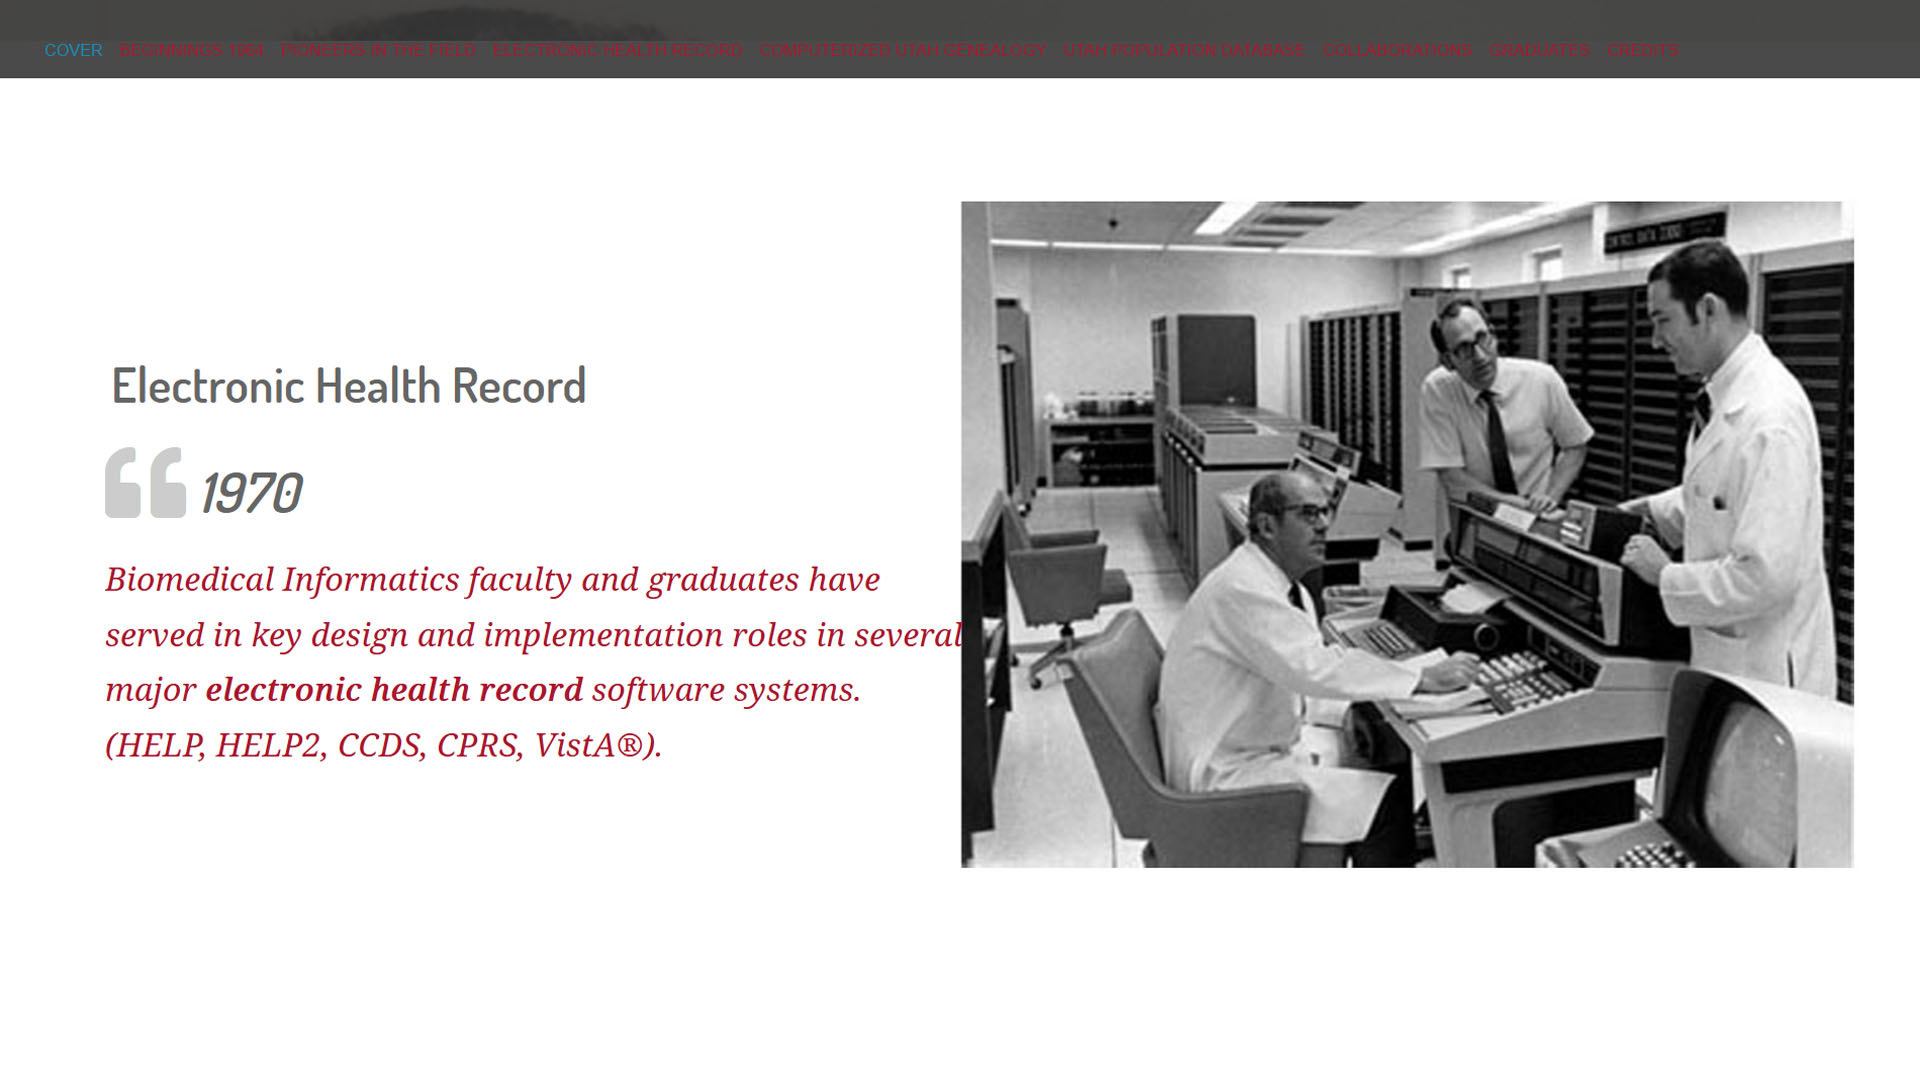 COVER BEGINNINGS 1964 PIONEERS IN THE FIELD ELECTRONIC HEALTH RECORD COMPUTERIZED UTAH GENEALOGY UTAH POPULATION DATABASE COLLABORATIONS GRADUATES CREDITS
Electronic Health Record
1970
Biomedical Informatics faculty and graduates have
served in key design and implementation roles in several
major electronic health record software systems.
(HELP, HELP2, CCDS, CPRS, VistA®).
CONTROL DATA 3300